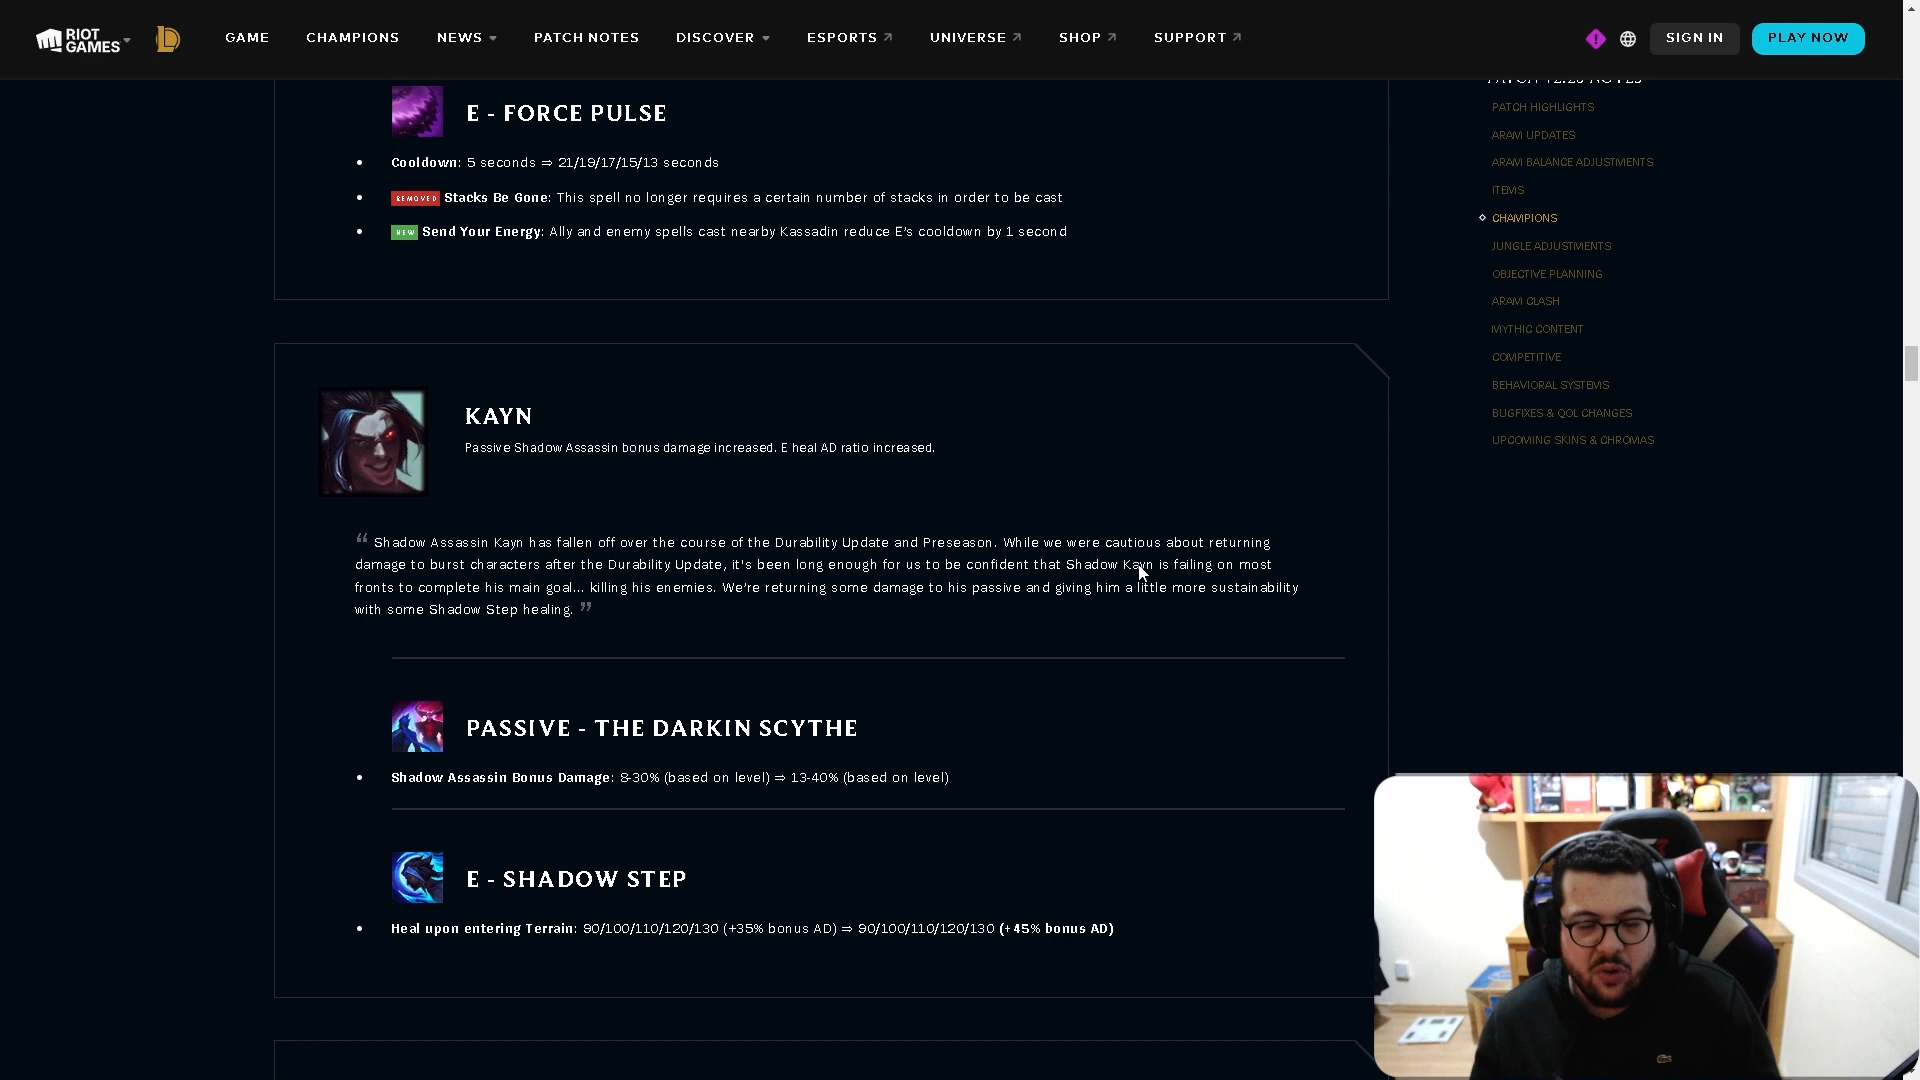 RIOT GAMES
GAME
CHAMPIONS
NEWS
PATCH NOTES
DISCOVER
ESPORTS
UNIVERSE
SHOP
SUPPORT
SIGN IN
PLAY NOW
E - FORCE PULSE
Cooldown: 5 seconds ⇒ 21/19/17/15/13 seconds
REMOVED Stacks Be Gone: This spell no longer requires a certain number of stacks in order to be cast
NEW Send Your Energy: Ally and enemy spells cast nearby Kassadin reduce E's cooldown by 1 second
KAYN
Passive Shadow Assassin bonus damage increased. E heal AD ratio increased.
“ Shadow Assassin Kayn has fallen off over the course of the Durability Update and Preseason. While we were cautious about returning
damage to burst characters after the Durability Update, it's been long enough for us to be confident that Shadow Kayn is failing on most
fronts to complete his main goal... killing his enemies. We're returning some damage to his passive and giving him a little more sustainability
with some Shadow Step healing. ”
PASSIVE - THE DARKIN SCYTHE
Shadow Assassin Bonus Damage: 8-30% (based on level) ⇒ 13-40% (based on level)
E - SHADOW STEP
Heal upon entering Terrain: 90/100/110/120/130 (+35% bonus AD) ⇒ 90/100/110/120/130 (+45% bonus AD)
PATCH HIGHLIGHTS
ARAM UPDATES
ARAM BALANCE ADJUSTMENTS
ITEMS
CHAMPIONS
JUNGLE ADJUSTMENTS
OBJECTIVE PLANNING
ARAM CLASH
MYTHIC CONTENT
COMPETITIVE
BEHAVIORAL SYSTEMS
BUGFIXES & QOL CHANGES
UPCOMING SKINS & CHROMAS